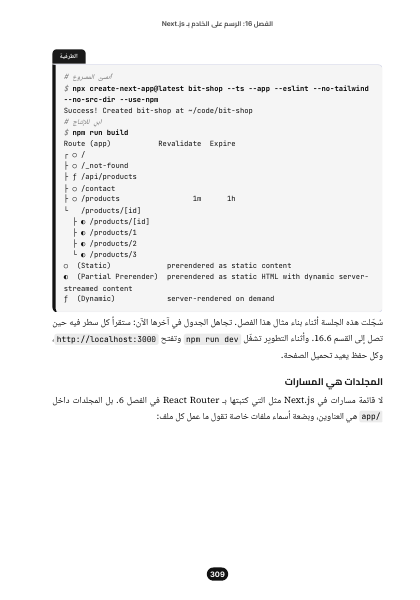 الفصل 16: الرسم على الخادم بـ Next.js
الطرفية
# أنشئ المشروع
$ npx create-next-app@latest bit-shop --ts --app --eslint --no-tailwind
--no-src-dir --use-npm
Success! Created bit-shop at ~/code/bit-shop
# ابنِ للإنتاج
$ npm run build
Route (app)           Revalidate  Expire
┌ ○ /
├ ○ /_not-found
├ ƒ /api/products
├ ○ /contact
├ ○ /products                 1m      1h
└   /products/[id]
  ├ ◐ /products/[id]
  ├ ◐ /products/1
  ├ ◐ /products/2
  └ ◐ /products/3
○  (Static)             prerendered as static content
◐  (Partial Prerender)  prerendered as static HTML with dynamic server-
streamed content
ƒ  (Dynamic)            server-rendered on demand
سُجّلت هذه الجلسة أثناء بناء مثال هذا الفصل. تجاهل الجدول في آخرها الآن: ستقرأ كل سطر فيه حين
تصل إلى القسم 16.6. وأثناء التطوير تشغّل npm run dev وتفتح http://localhost:3000،
وكل حفظ يعيد تحميل الصفحة.
المجلدات هي المسارات
لا قائمة مسارات في Next.js مثل التي كتبتها بـ React Router في الفصل 6. بل المجلدات داخل
app/ هي العناوين، وبضعة أسماء ملفات خاصة تقول ما عمل كل ملف:
309